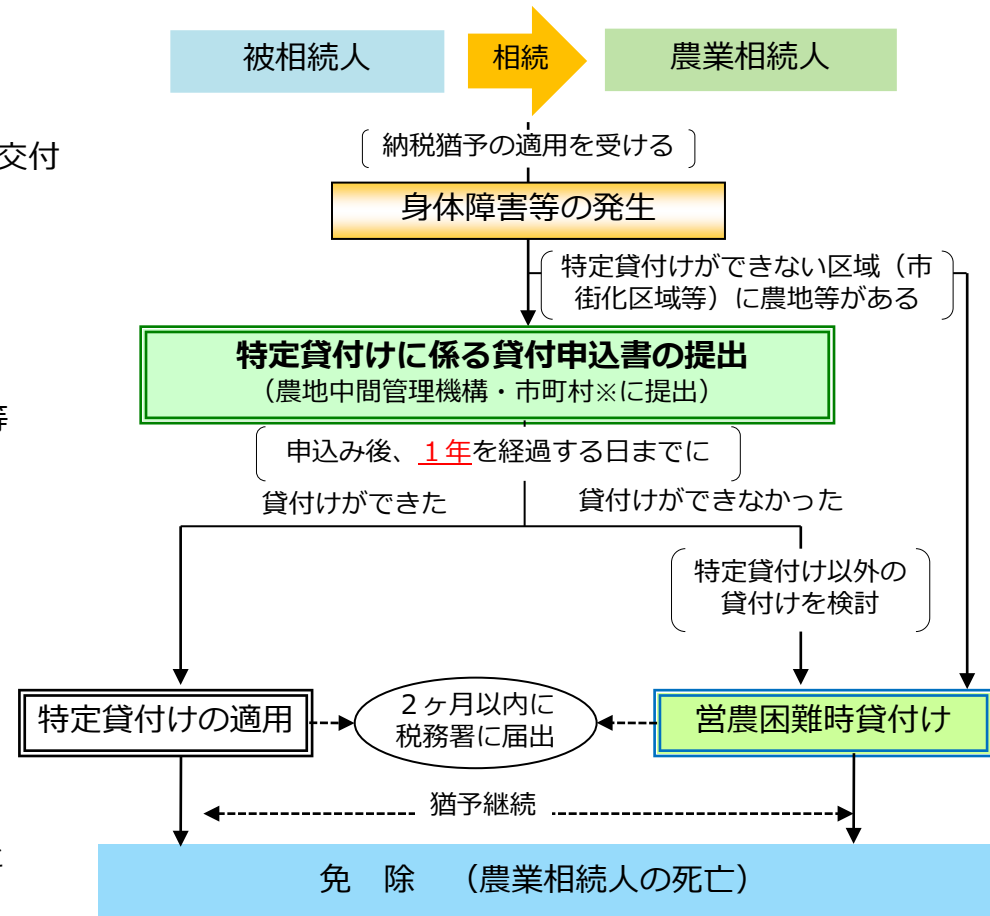 被相続人
相続
農業相続人
交付
納税猶予の適用を受ける
身体障害等の発生
特定貸付けができない区域（市
街化区域等）に農地等がある
特定貸付けに係る貸付申込書の提出
（農地中間管理機構・市町村※に提出）
等
申込み後、１年を経過する日までに
貸付けができた
貸付けができなかった
特定貸付け以外の
貸付けを検討
特定貸付けの適用
２ヶ月以内に
税務署に届出
営農困難時貸付け
猶予継続
免　除　（農業相続人の死亡）